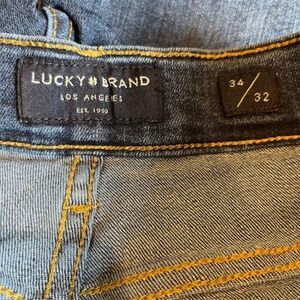 LUCKY BRAND
LOS ANGELES
EST. 1990
34/32